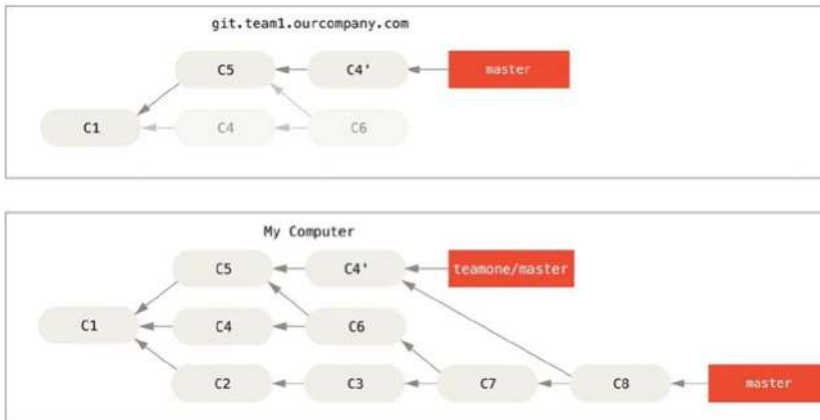 git.team1.ourcompany.com
C5 C4' master
C1 C4 C6
My Computer
C5 C4' teamone/master
C1 C4 C6
C2 C3 C7 C8 master